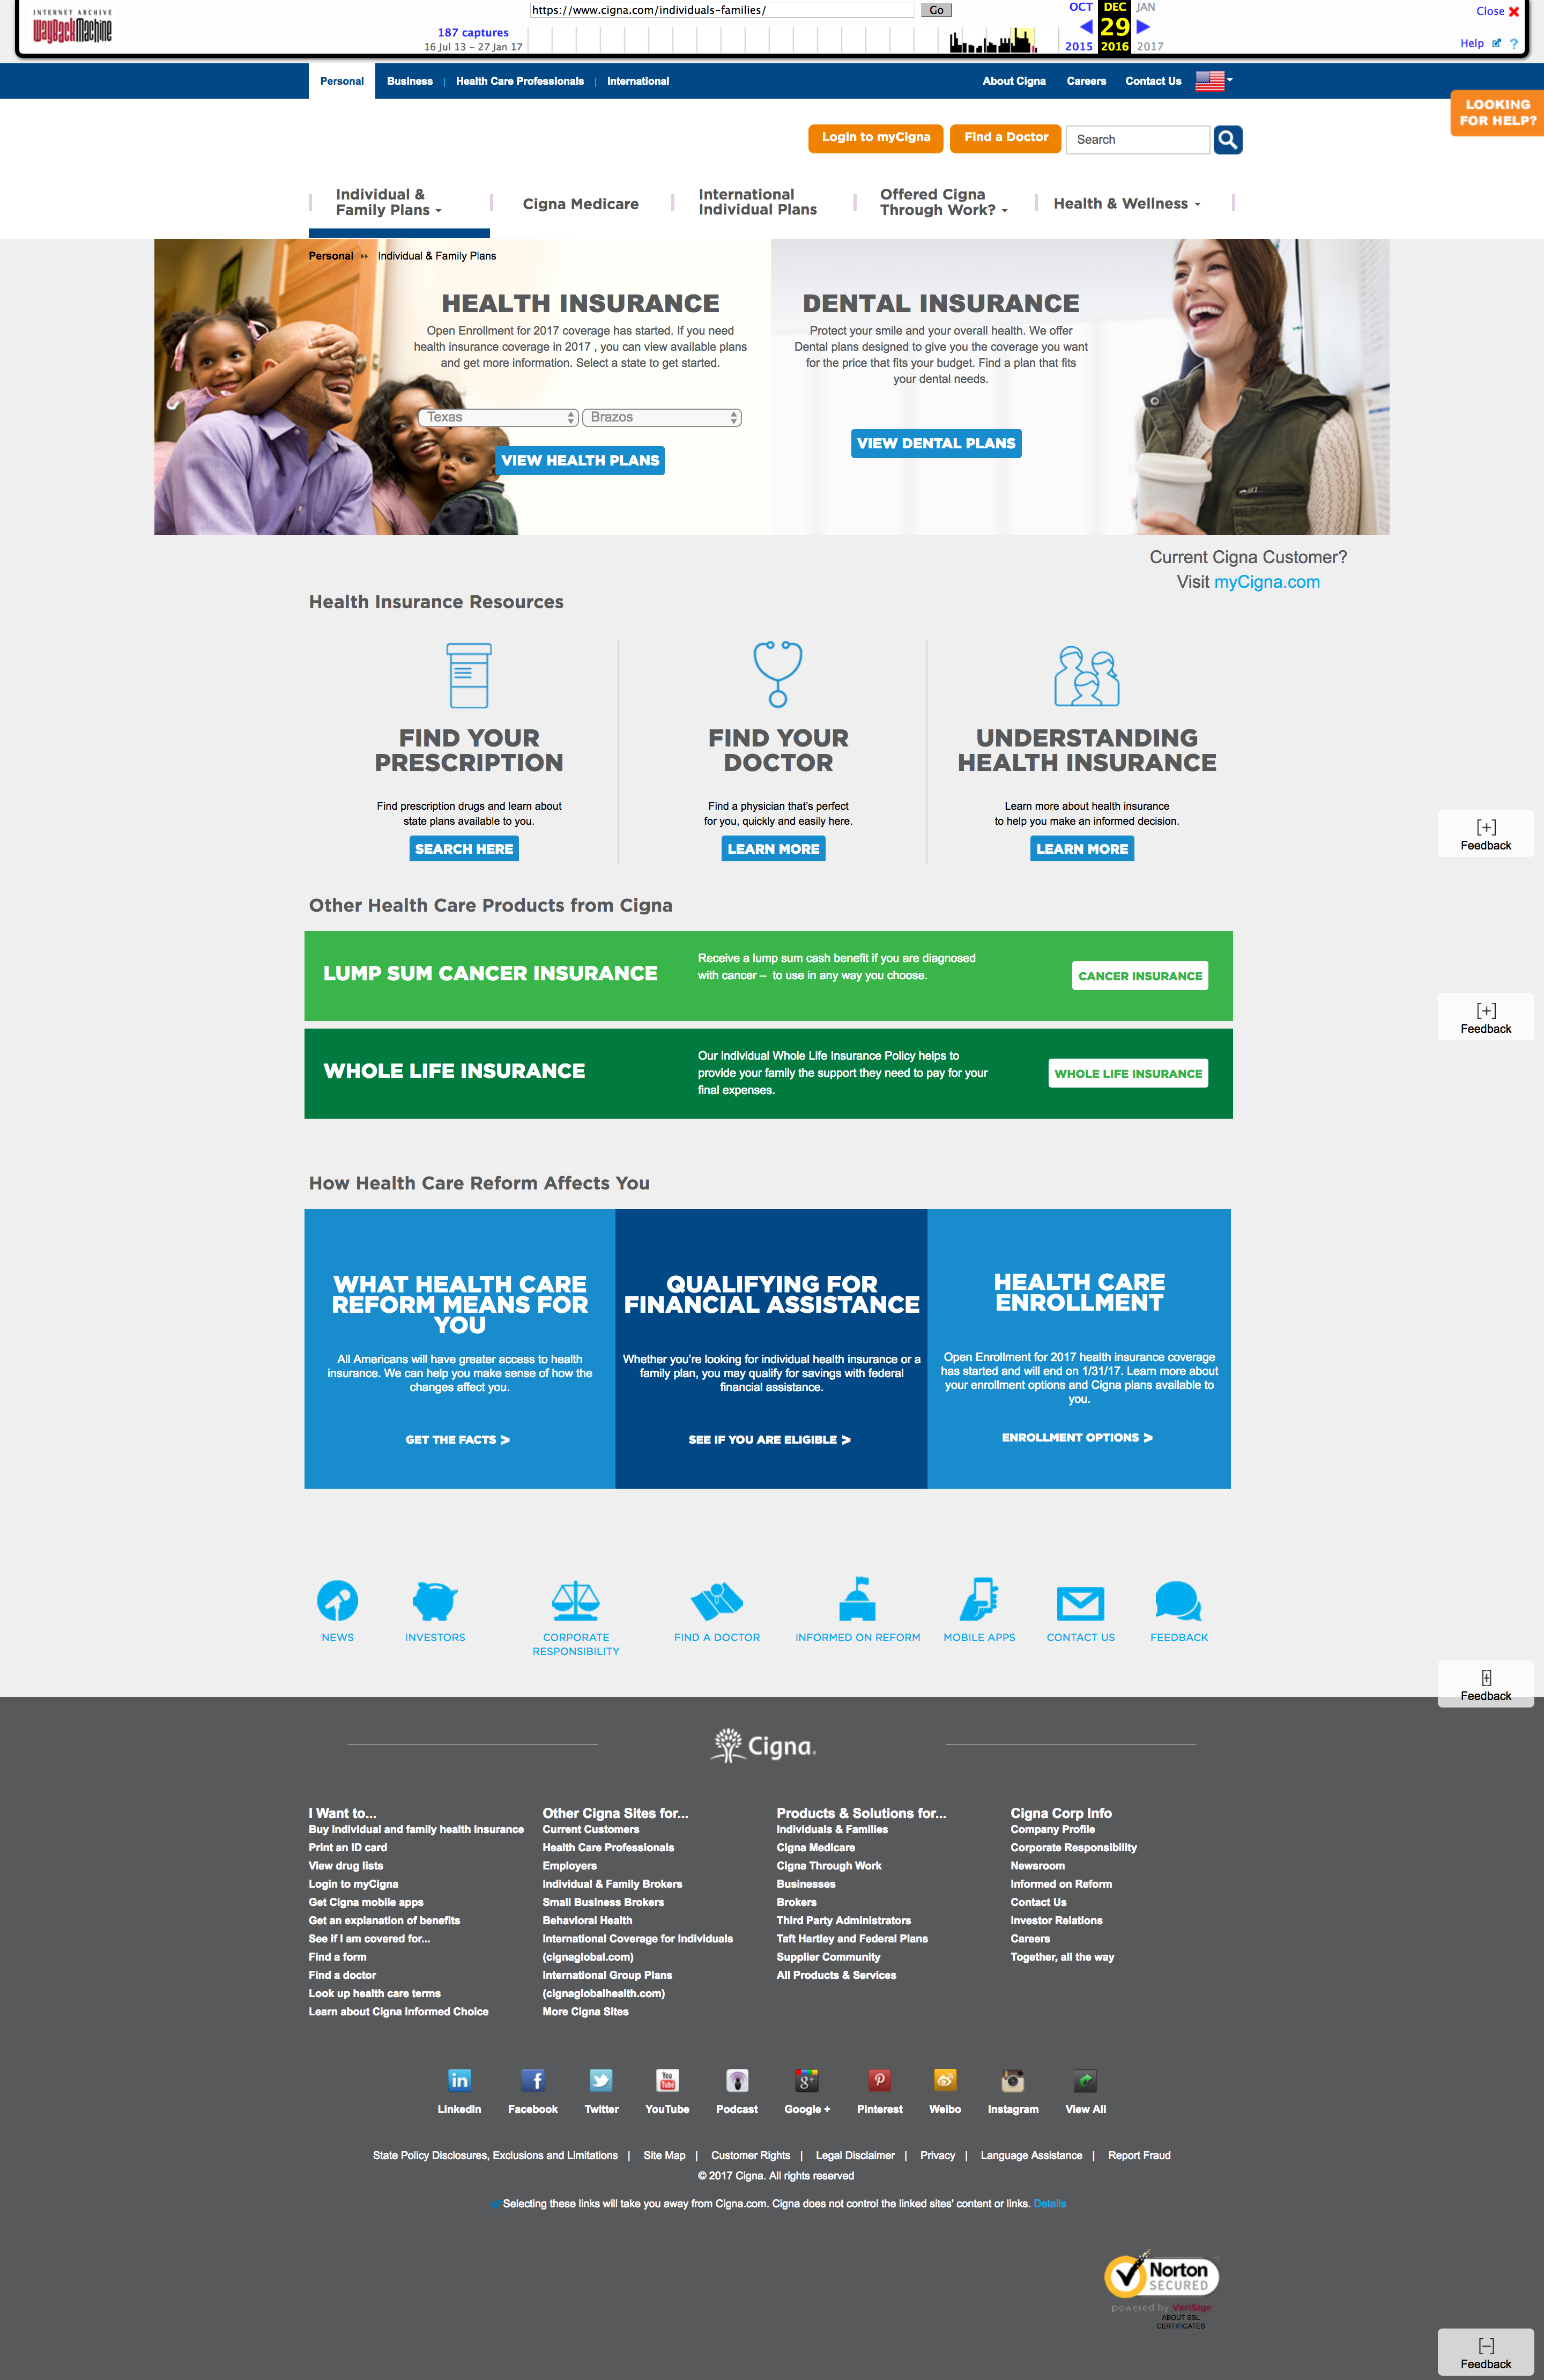 INTERNET ARCHIVE
WayBackMachine
https://www.cigna.com/individuals-families/
Go
187 captures
16 Jul 13 – 27 Jan 17
OCT DEC JAN
29
2015 2016 2017
Close
Help
?
Personal
Business | Health Care Professionals | International
About Cigna Careers Contact Us
LOOKING
FOR HELP?
Login to myCigna
Find a Doctor
Search
Individual &
Family Plans
Cigna Medicare
International
Individual Plans
Offered Cigna
Through Work?
Health & Wellness
Personal Individual & Family Plans
HEALTH INSURANCE
Open Enrollment for 2017 coverage has started. If you need
health insurance coverage in 2017 , you can view available plans
and get more information. Select a state to get started.
Texas
Brazos
VIEW HEALTH PLANS
DENTAL INSURANCE
Protect your smile and your overall health. We offer
Dental plans designed to give you the coverage you want
for the price that fits your budget. Find a plan that fits
your dental needs.
VIEW DENTAL PLANS
Current Cigna Customer?
Visit myCigna.com
Health Insurance Resources
FIND YOUR
PRESCRIPTION
Find prescription drugs and learn about
state plans available to you.
SEARCH HERE
FIND YOUR
DOCTOR
Find a physician that's perfect
for you, quickly and easily here.
LEARN MORE
UNDERSTANDING
HEALTH INSURANCE
Learn more about health insurance
to help you make an informed decision.
LEARN MORE
[+]
Feedback
Other Health Care Products from Cigna
LUMP SUM CANCER INSURANCE
Receive a lump sum cash benefit if you are diagnosed
with cancer – to use in any way you choose.
CANCER INSURANCE
[+]
Feedback
WHOLE LIFE INSURANCE
Our Individual Whole Life Insurance Policy helps to
provide your family the support they need to pay for your
final expenses.
WHOLE LIFE INSURANCE
How Health Care Reform Affects You
WHAT HEALTH CARE
REFORM MEANS FOR
YOU
All Americans will have greater access to health
insurance. We can help you make sense of how the
changes affect you.
GET THE FACTS >
QUALIFYING FOR
FINANCIAL ASSISTANCE
Whether you're looking for individual health insurance or a
family plan, you may qualify for savings with federal
financial assistance.
SEE IF YOU ARE ELIGIBLE >
HEALTH CARE
ENROLLMENT
Open Enrollment for 2017 health insurance coverage
has started and will end on 1/31/17. Learn more about
your enrollment options and Cigna plans available to
you.
ENROLLMENT OPTIONS >
NEWS
INVESTORS
CORPORATE
RESPONSIBILITY
FIND A DOCTOR
INFORMED ON REFORM
MOBILE APPS
CONTACT US
FEEDBACK
[+]
Feedback
Cigna.
I Want to...
Buy individual and family health insurance
Print an ID card
View drug lists
Login to myCigna
Get Cigna mobile apps
Get an explanation of benefits
See if I am covered for...
Find a form
Find a doctor
Look up health care terms
Learn about Cigna Informed Choice
Other Cigna Sites for...
Current Customers
Health Care Professionals
Employers
Individual & Family Brokers
Small Business Brokers
Behavioral Health
International Coverage for Individuals
(cignaglobal.com)
International Group Plans
(cignaglobalhealth.com)
More Cigna Sites
Products & Solutions for...
Individuals & Families
Cigna Medicare
Cigna Through Work
Businesses
Brokers
Third Party Administrators
Taft Hartley and Federal Plans
Supplier Community
All Products & Services
Cigna Corp Info
Company Profile
Corporate Responsibility
Newsroom
Informed on Reform
Contact Us
Investor Relations
Careers
Together, all the way
LinkedIn
Facebook
Twitter
YouTube
Podcast
Google +
Pinterest
Weibo
Instagram
View All
State Policy Disclosures, Exclusions and Limitations | Site Map | Customer Rights | Legal Disclaimer | Privacy | Language Assistance | Report Fraud
© 2017 Cigna. All rights reserved
Selecting these links will take you away from Cigna.com. Cigna does not control the linked sites' content or links. Details
Norton
SECURED
powered by VeriSign
ABOUT SSL
CERTIFICATES
[−]
Feedback